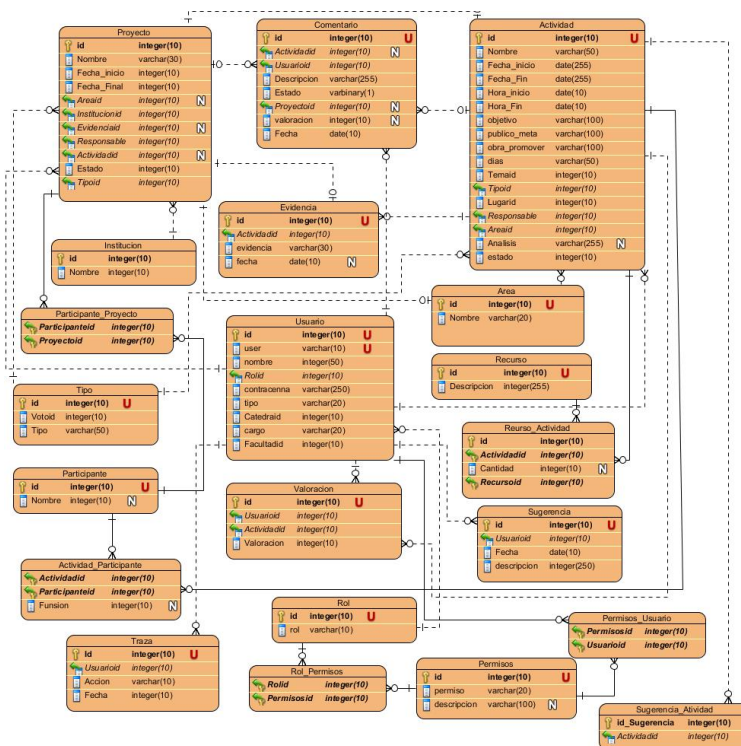 Proyecto
id integer(10) U
Nombre varchar(30)
Fecha_inicio integer(10)
Fecha_Final integer(10)
Areaid integer(10) N
Institucionid integer(10)
Evidenciaid integer(10) N
Responsable integer(10)
Actividadid integer(10) N
Estado integer(10)
Tipoid integer(10)
Comentario
id integer(10) U
Actividadid integer(10) N
Usuarioid integer(10)
Descripcion varchar(255)
Estado varbinary(1)
Proyectoid integer(10) N
valoracion integer(10) N
Fecha date(10)
Actividad
id integer(10) U
Nombre varchar(50)
Fecha_inicio date(255)
Fecha_Fin date(255)
Hora_inicio date(10)
Hora_Fin date(10)
objetivo varchar(100)
publico_meta varchar(100)
obra_promover varchar(100)
dias varchar(50)
Temaid integer(10)
Tipoid integer(10)
Lugarid integer(10)
Responsable integer(10)
Areaid integer(10)
Analisis varchar(255) N
estado integer(10)
Evidencia
id integer(10) U
Actividadid integer(10)
evidencia varchar(30)
fecha date(10) N
Institucion
id integer(10) U
Nombre integer(10)
Area
id integer(10) U
Nombre varchar(20)
Participante_Proyecto
Participanteid integer(10)
Proyectoid integer(10)
Usuario
id integer(10) U
user varchar(10) U
nombre integer(50)
Rolid integer(10)
contracenna varchar(250)
tipo varchar(20)
Catedraid integer(10)
cargo varchar(20)
Facultadid integer(10)
Recurso
id integer(10) U
Descripcion integer(255)
Tipo
id integer(10) U
Votoid integer(10)
Tipo varchar(50)
Reurso_Actividad
id integer(10)
Actividadid integer(10)
Cantidad integer(10) N
Recursoid integer(10)
Participante
id integer(10) U
Nombre integer(10) N
Valoracion
id integer(10) U
Usuarioid integer(10)
Actividadid integer(10)
Valoracion integer(10)
Sugerencia
id integer(10) U
Usuarioid integer(10)
Fecha date(10)
descripcion integer(250)
Actividad_Participante
Actividadid integer(10)
Participanteid integer(10)
Funsion integer(10) N
Rol
id integer(10) U
rol varchar(10)
Permisos_Usuario
Permisosid integer(10)
Usuarioid integer(10)
Traza
Id integer(10) U
Usuarioid integer(10)
Accion varchar(10)
Fecha integer(10)
Rol_Permisos
Rolid integer(10)
Permisosid integer(10)
Permisos
id integer(10) U
permiso varchar(20)
descripcion varchar(100) N
Sugerencia_Atividad
id_Sugerencia integer(10)
Actividadid integer(10)